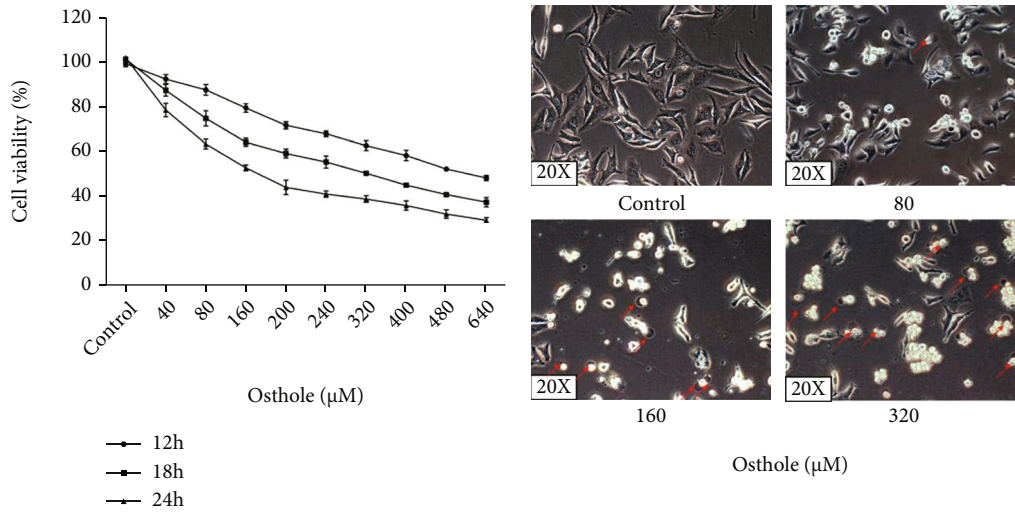 120
100
80
60
40
20
0
Cell viability (%)
Control
40
80
160
200
240
320
400
480
640
Osthole (µM)
12h
18h
24h
20X
Control
20X
80
20X
160
20X
320
Osthole (µM)